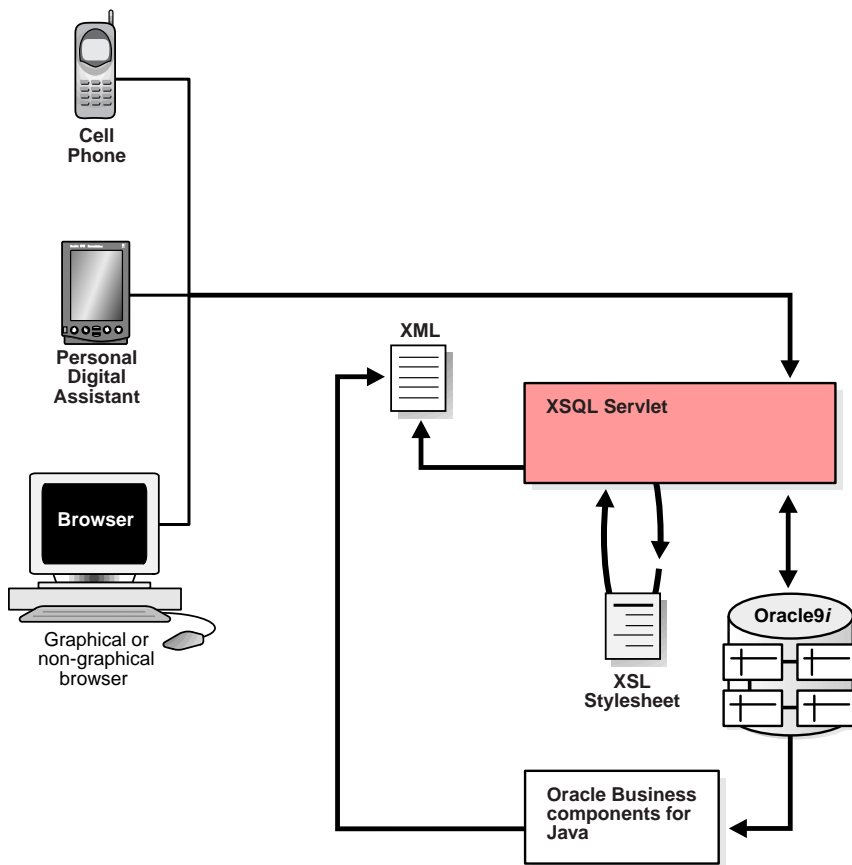 Cell
Phone
Personal
Digital
Assistant
XML
XSQL Servlet
Browser
Graphical or
non-graphical
browser
Oracle9i
XSL
Stylesheet
Oracle Business
components for
Java